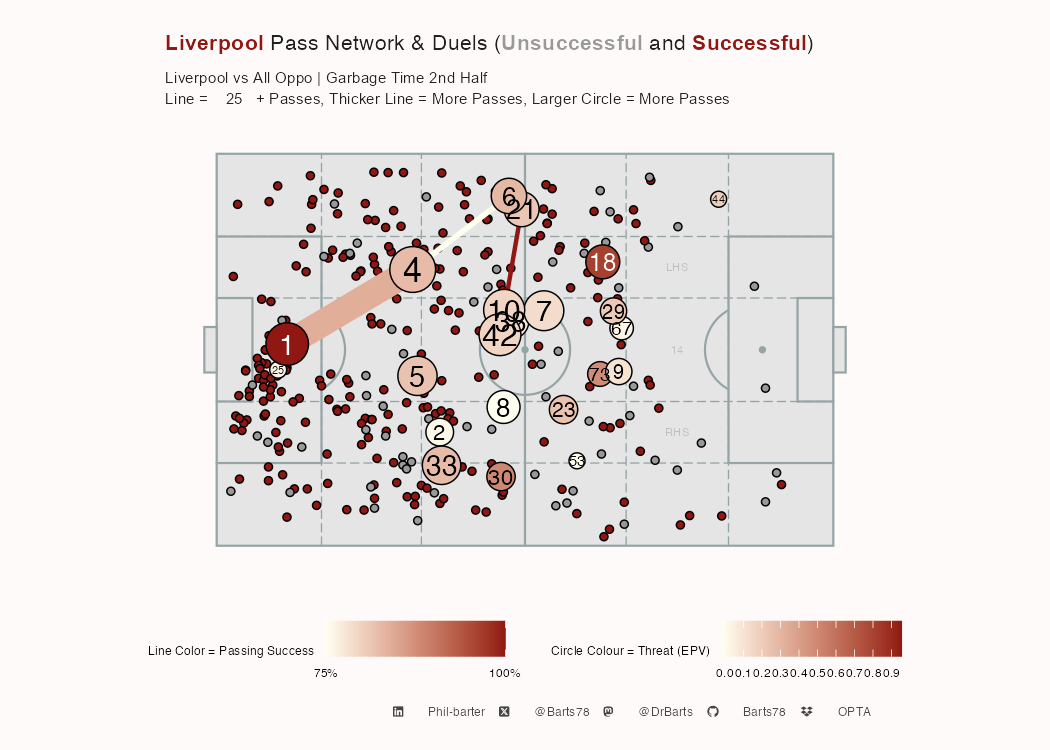 Liverpool Pass Network & Duels (Unsuccessful and Successful)
Liverpool vs All Oppo | Garbage Time 2nd Half
Line = 25 + Passes, Thicker Line = More Passes, Larger Circle = More Passes
6
21
44
4
18
LHS
10
7
29
38
67
42
1
14
25
5
73
9
8
23
2
RHS
33
53
30
Line Color = Passing Success
75%
100%
Circle Colour = Threat (EPV)
0.00.10.20.30.40.50.60.70.80.9
Phil-barter
@Barts78
@DrBarts
Barts78
OPTA